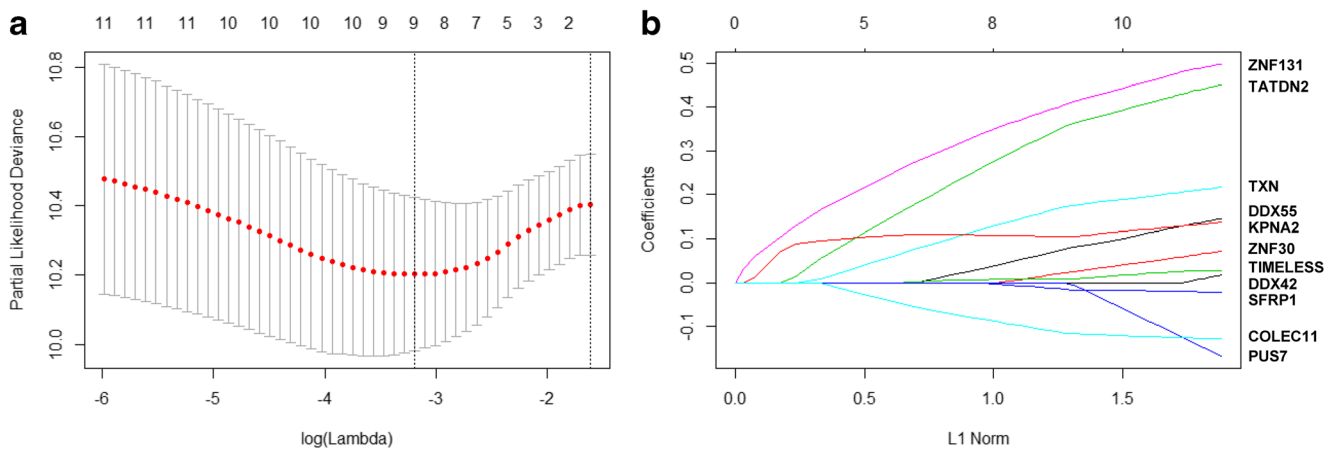 a
11 11 11 10 10 10 10 10 9 9 8 7 5 3 2
Partial Likelihood Deviance
10.8
10.6
10.4
10.2
10.0
-6 -5 -4 -3 -2
log(Lambda)
b
0 5 8 10
Coefficients
0.5
0.4
0.3
0.2
0.1
0.0
-0.1
0.0 0.5 1.0 1.5
L1 Norm
ZNF131
TATDN2
TXN
DDX55
KPNA2
ZNF30
TIMELESS
DDX42
SFRP1
COLEC11
PUS7